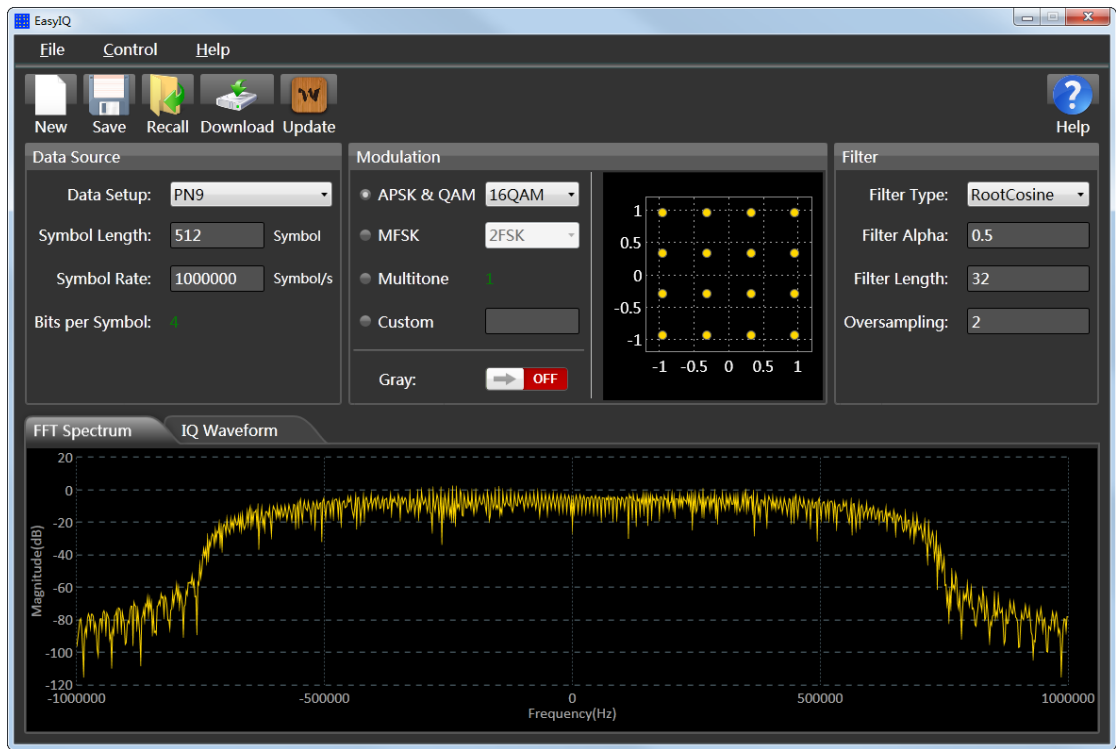 EasyIQ
File Control Help
New Save Recall Download Update Help
Data Source
Data Setup: PN9
Symbol Length: 512 Symbol
Symbol Rate: 1000000 Symbol/s
Bits per Symbol: 4
Modulation
APSK & QAM 16QAM
MFSK 2FSK
Multitone 1
Custom
Gray: OFF
1
0.5
0
-0.5
-1
-1 -0.5 0 0.5 1
Filter
Filter Type: RootCosine
Filter Alpha: 0.5
Filter Length: 32
Oversampling: 2
FFT Spectrum IQ Waveform
Magnitude(dB)
20
0
-20
-40
-60
-80
-100
-120
-1000000 -500000 0 500000 1000000
Frequency(Hz)